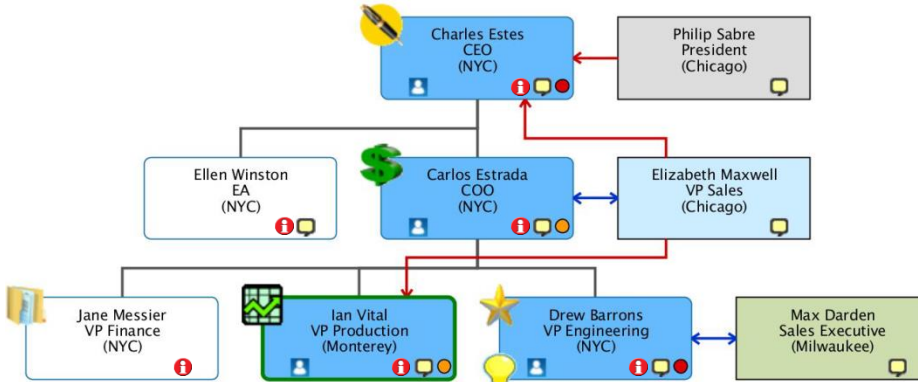 Charles Estes
CEO
(NYC)
Philip Sabre
President
(Chicago)
Ellen Winston
EA
(NYC)
Carlos Estrada
COO
(NYC)
Elizabeth Maxwell
VP Sales
(Chicago)
Jane Messier
VP Finance
(NYC)
Ian Vital
VP Production
(Monterey)
Drew Barrons
VP Engineering
(NYC)
Max Darden
Sales Executive
(Milwaukee)